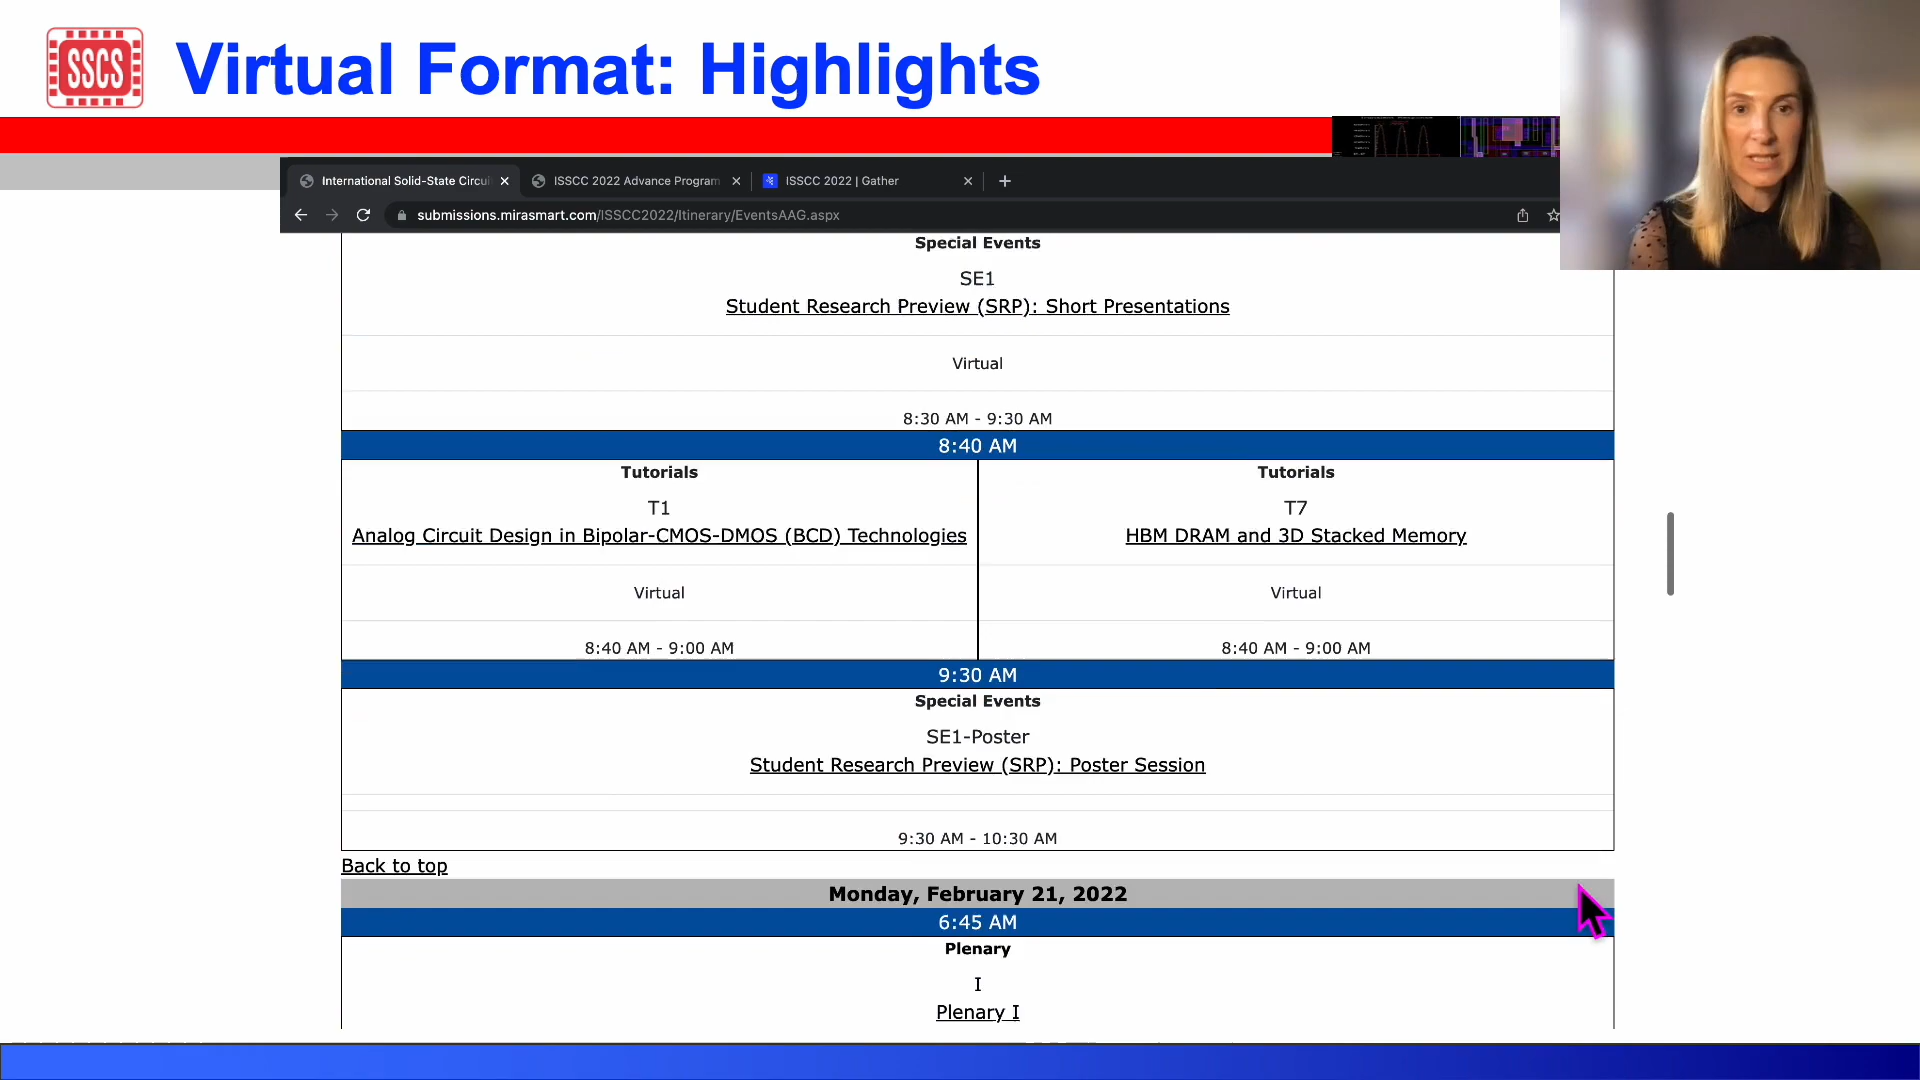 SSCS
Virtual Format: Highlights
International Solid-State Circui
ISSCC 2022 Advance Program
ISSCC 2022 | Gather
submissions.mirasmart.com/ISSCC2022/Itinerary/EventsAAG.aspx
Special Events
SE1
Student Research Preview (SRP): Short Presentations
Virtual
8:30 AM - 9:30 AM
8:40 AM
Tutorials
T1
Analog Circuit Design in Bipolar-CMOS-DMOS (BCD) Technologies
Virtual
8:40 AM - 9:00 AM
Tutorials
T7
HBM DRAM and 3D Stacked Memory
Virtual
8:40 AM - 9:00 AM
9:30 AM
Special Events
SE1-Poster
Student Research Preview (SRP): Poster Session
9:30 AM - 10:30 AM
Back to top
Monday, February 21, 2022
6:45 AM
Plenary
I
Plenary I